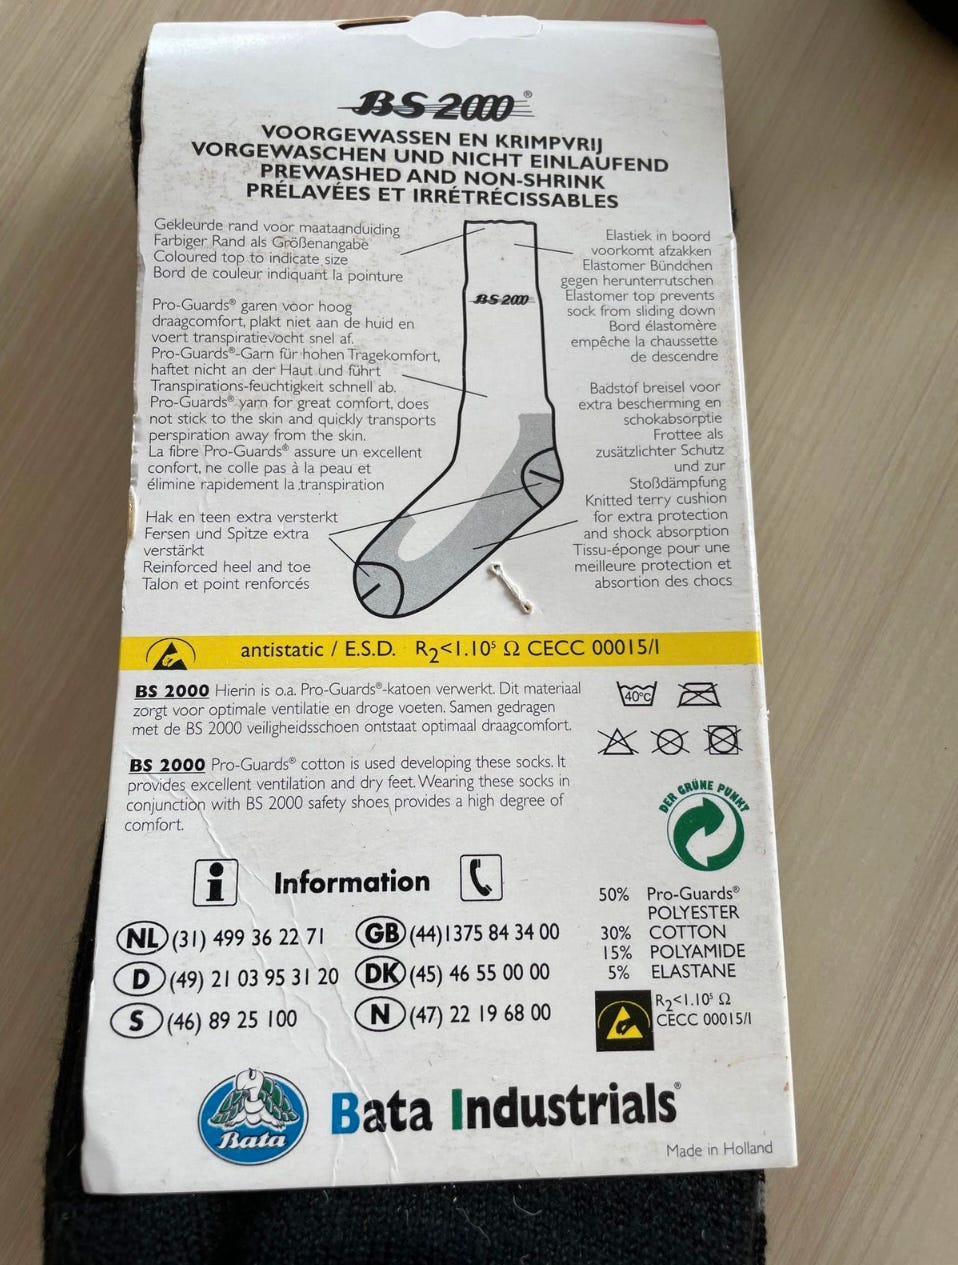 BS 2000®
VOORGEWASSEN EN KRIMPVRIJ
VORGEWASCHEN UND NICHT EINLAUFEND
PREWASHED AND NON-SHRINK
PRÉLAVÉES ET IRRÉTRÉCISSABLES
Gekleurde rand voor maataanduiding
Farbiger Rand als Größenangabe
Coloured top to indicate size
Bord de couleur indiquant la pointure
Pro-Guards® garen voor hoog
draagcomfort, plakt niet aan de huid en
voert transpiratievocht snel af.
Pro-Guards®-Garn für hohen Tragekomfort,
haftet nicht an der Haut und führt
Transpirations-feuchtigkeit schnell ab.
Pro-Guards® yarn for great comfort, does
not stick to the skin and quickly transports
perspiration away from the skin.
La fibre Pro-Guards® assure un excellent
confort, ne colle pas à la peau et
élimine rapidement la transpiration
Hak en teen extra versterkt
Fersen und Spitze extra
verstärkt
Reinforced heel and toe
Talon et point renforcés
BS 2000
Elastiek in boord
voorkomt afzakken
Elastomer Bündchen
gegen herunterrutschen
Elastomer top prevents
sock from sliding down
Bord élastomère
empêche la chaussette
de descendre
Badstof breisel voor
extra bescherming en
schokabsorptie
Frottee als
zusätzlicher Schutz
und zur
Stoßdämpfung
Knitted terry cushion
for extra protection
and shock absorption
Tissu-éponge pour une
meilleure protection et
absortion des chocs
antistatic / E.S.D. R2<1.10⁵ Ω CECC 00015/I
BS 2000 Hierin is o.a. Pro-Guards®-katoen verwerkt. Dit materiaal
zorgt voor optimale ventilatie en droge voeten. Samen gedragen
met de BS 2000 veiligheidsschoen ontstaat optimaal draagcomfort.
40°C
BS 2000 Pro-Guards® cotton is used developing these socks. It
provides excellent ventilation and dry feet. Wearing these socks in
conjunction with BS 2000 safety shoes provides a high degree of
comfort.
DER GRÜNE PUNKT
i Information
NL (31) 499 36 22 71
GB (44)1375 84 34 00
D (49) 21 03 95 31 20
DK (45) 46 55 00 00
S (46) 89 25 100
N (47) 22 19 68 00
50% Pro-Guards®
POLYESTER
30% COTTON
15% POLYAMIDE
5% ELASTANE
R2<1.10⁵ Ω
CECC 00015/I
Bata
Bata Industrials®
Made in Holland